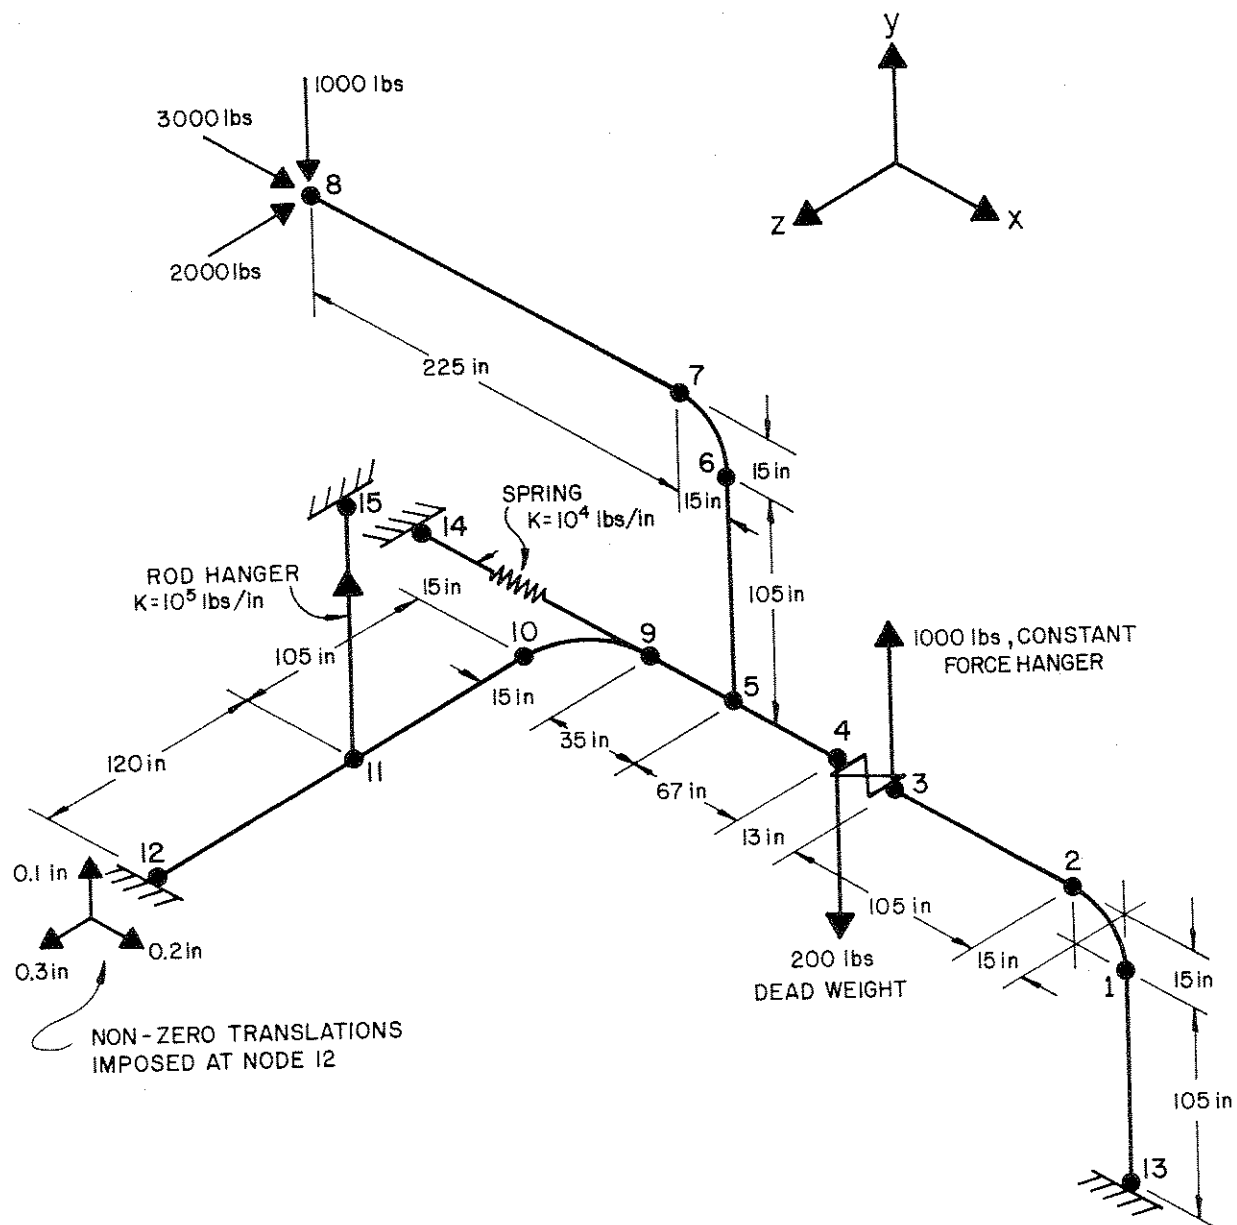 y
1000 lbs
3000 lbs
8
z
x
2000 lbs
225 in
7
15 in
6
15 in
SPRING
K=10⁴ lbs/in
15
14
ROD HANGER
K=10⁵ lbs/in
15 in
105 in
105 in
10
9
1000 lbs, CONSTANT
FORCE HANGER
15 in
5
35 in
4
120 in
11
67 in
3
13 in
2
12
0.1 in
105 in
0.3 in
0.2 in
200 lbs
DEAD WEIGHT
15 in
1
15 in
NON-ZERO TRANSLATIONS
IMPOSED AT NODE 12
105 in
13